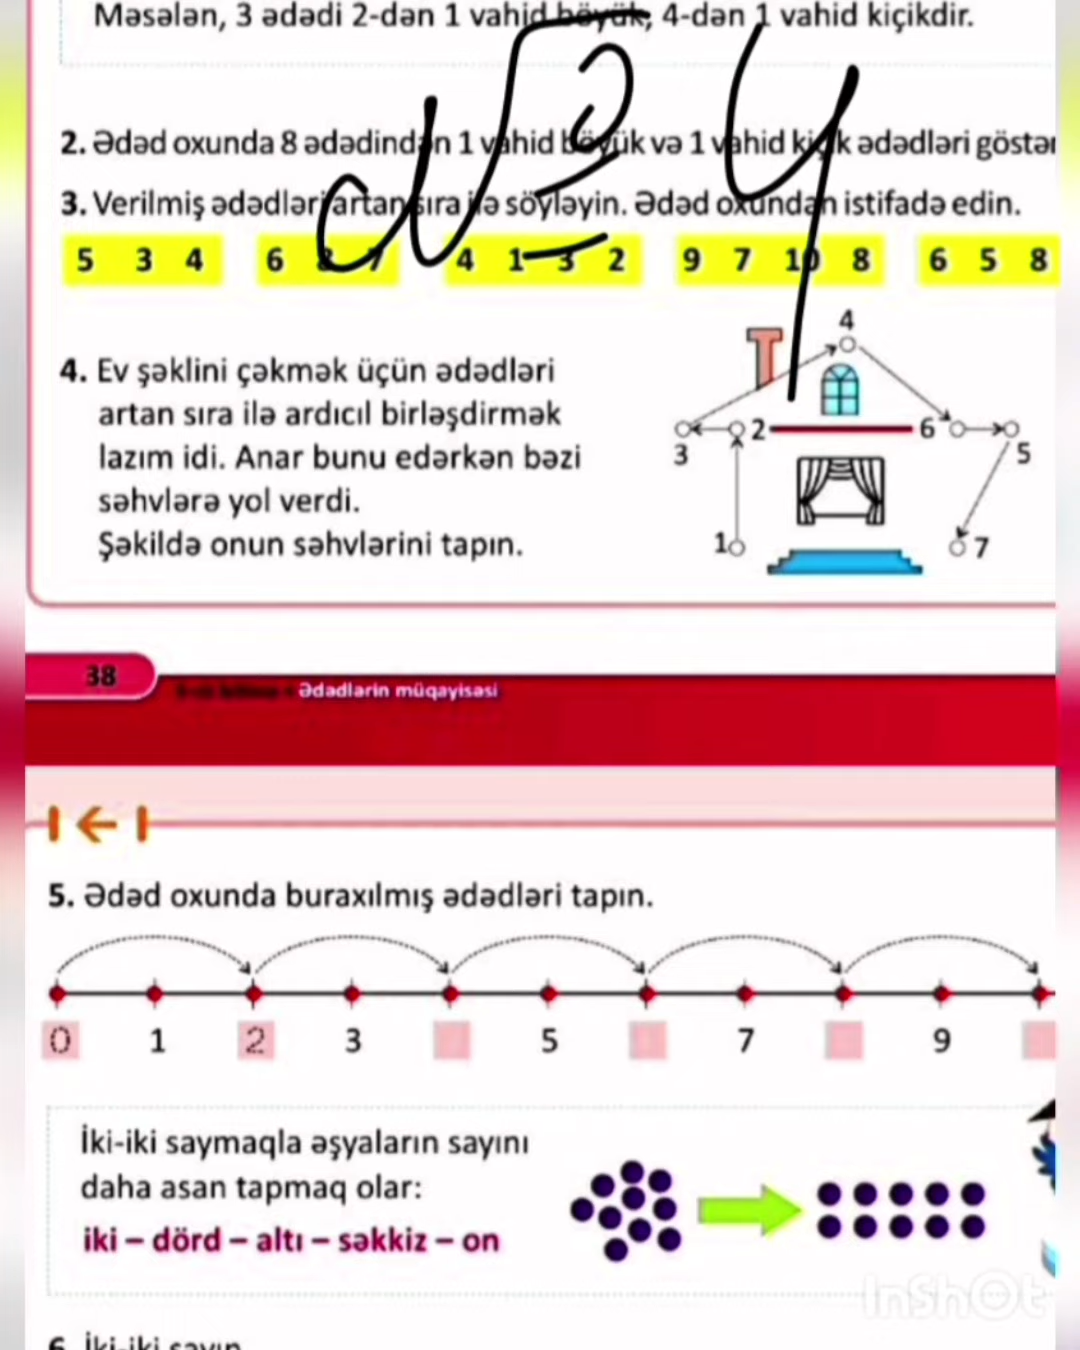 Məsələn, 3 ədədi 2-dən 1 vahid böyük, 4-dən 1 vahid kiçikdir.
2. Ədəd oxunda 8 ədədindən 1 vahid böyük və 1 vahid kiçik ədədləri göstər
3. Verilmiş ədədləri artan sıra ilə söyləyin. Ədəd oxundan istifadə edin.
5 3 4 6 8 7 4 1 3 2 9 7 10 8 6 5 8
4. Ev şəklini çəkmək üçün ədədləri
artan sıra ilə ardıcıl birləşdirmək
lazım idi. Anar bunu edərkən bəzi
səhvlərə yol verdi.
Şəkildə onun səhvlərini tapın.
4
2 6
3 5
1 7
38
Ədədlərin müqayisəsi
5. Ədəd oxunda buraxılmış ədədləri tapın.
0 1 2 3 5 7 9
İki-iki saymaqla əşyaların sayını
daha asan tapmaq olar:
iki – dörd – altı – səkkiz – on
InShOt
6. İki-iki sayın